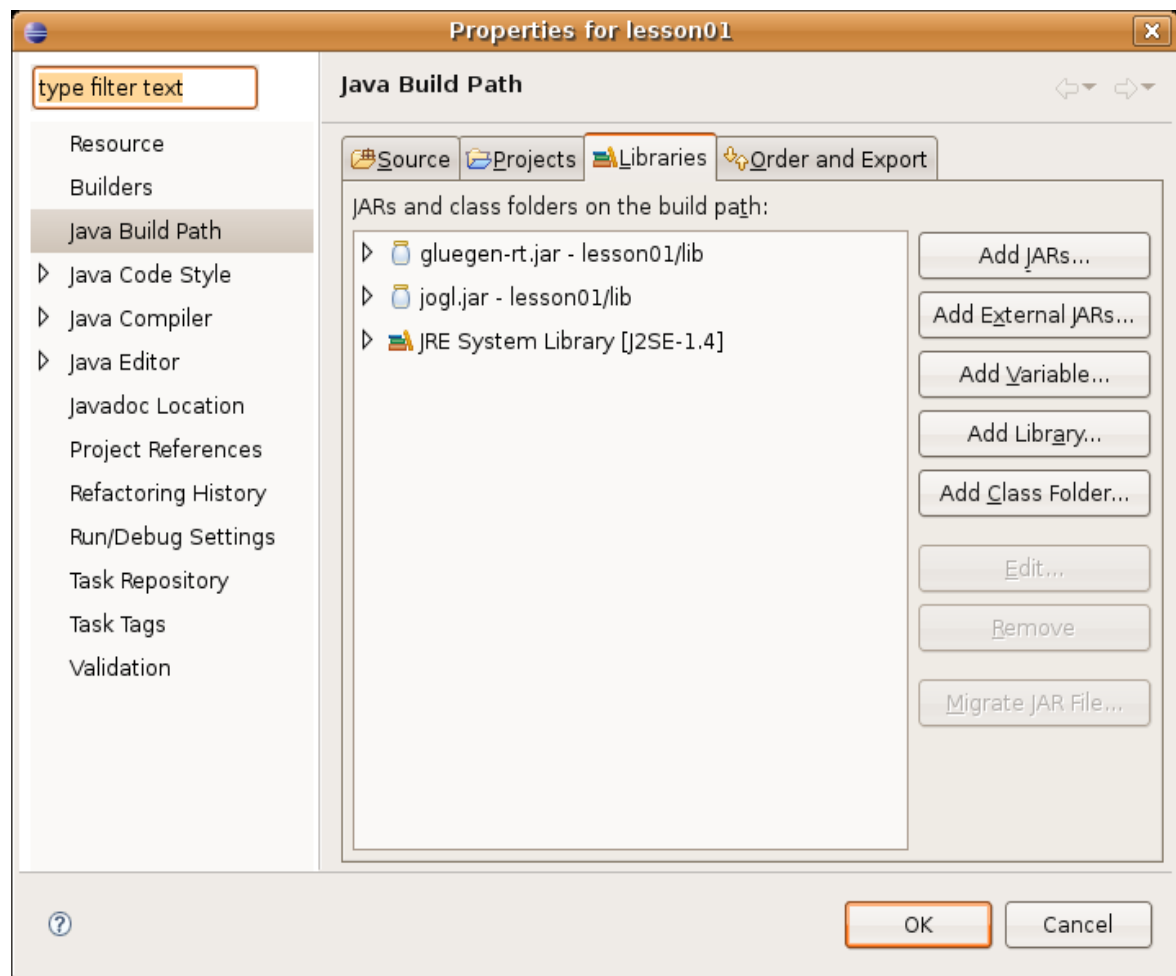 Properties for lesson01
type filter text
Resource
Builders
Java Build Path
Java Code Style
Java Compiler
Java Editor
Javadoc Location
Project References
Refactoring History
Run/Debug Settings
Task Repository
Task Tags
Validation
Java Build Path
Source Projects Libraries Order and Export
JARs and class folders on the build path:
gluegen-rt.jar - lesson01/lib
jogl.jar - lesson01/lib
JRE System Library [J2SE-1.4]
Add JARs...
Add External JARs...
Add Variable...
Add Library...
Add Class Folder...
Edit...
Remove
Migrate JAR File...
OK Cancel